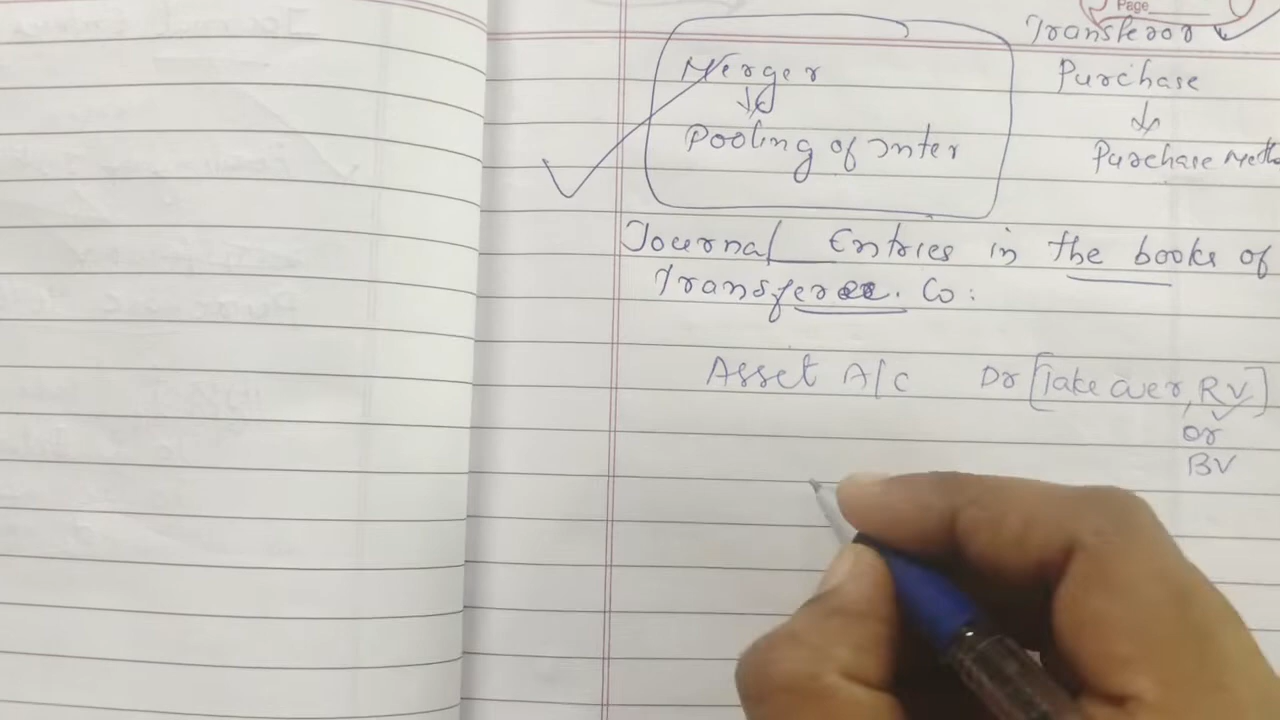 Page
Transferor
Merger
Pooling of Inter
Purchase
Purchase Metho
Journal Entries in the books of
Transferee. Co:
Asset A/c Dr [Take over, RV]
or
BV